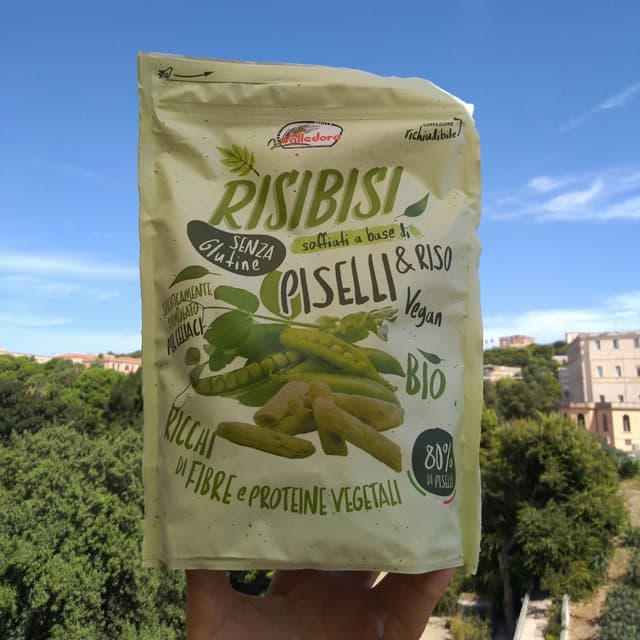 Valledoro
richiudibile
RISIBISI
SENZA
Glutine
soffiati a base di
PISELLI & RISO
Vegan
BIO
RICCHI
DI FIBRE e PROTEINE VEGETALI
80%
DI PISELLI